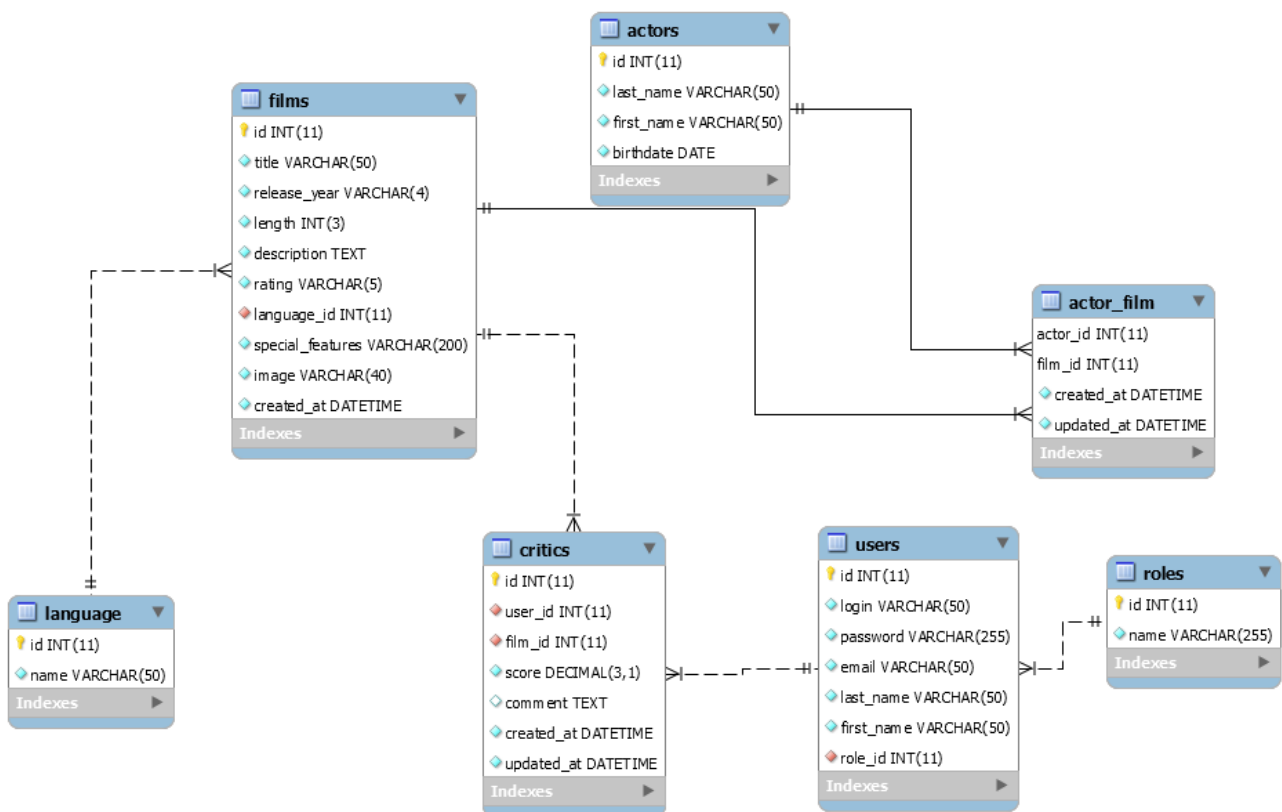 actors
id INT(11)
last_name VARCHAR(50)
first_name VARCHAR(50)
birthdate DATE
Indexes
films
id INT(11)
title VARCHAR(50)
release_year VARCHAR(4)
length INT(3)
description TEXT
rating VARCHAR(5)
language_id INT(11)
special_features VARCHAR(200)
image VARCHAR(40)
created_at DATETIME
Indexes
actor_film
actor_id INT(11)
film_id INT(11)
created_at DATETIME
updated_at DATETIME
Indexes
language
id INT(11)
name VARCHAR(50)
Indexes
critics
id INT(11)
user_id INT(11)
film_id INT(11)
score DECIMAL(3,1)
comment TEXT
created_at DATETIME
updated_at DATETIME
Indexes
users
id INT(11)
login VARCHAR(50)
password VARCHAR(255)
email VARCHAR(50)
last_name VARCHAR(50)
first_name VARCHAR(50)
role_id INT(11)
Indexes
roles
id INT(11)
name VARCHAR(255)
Indexes